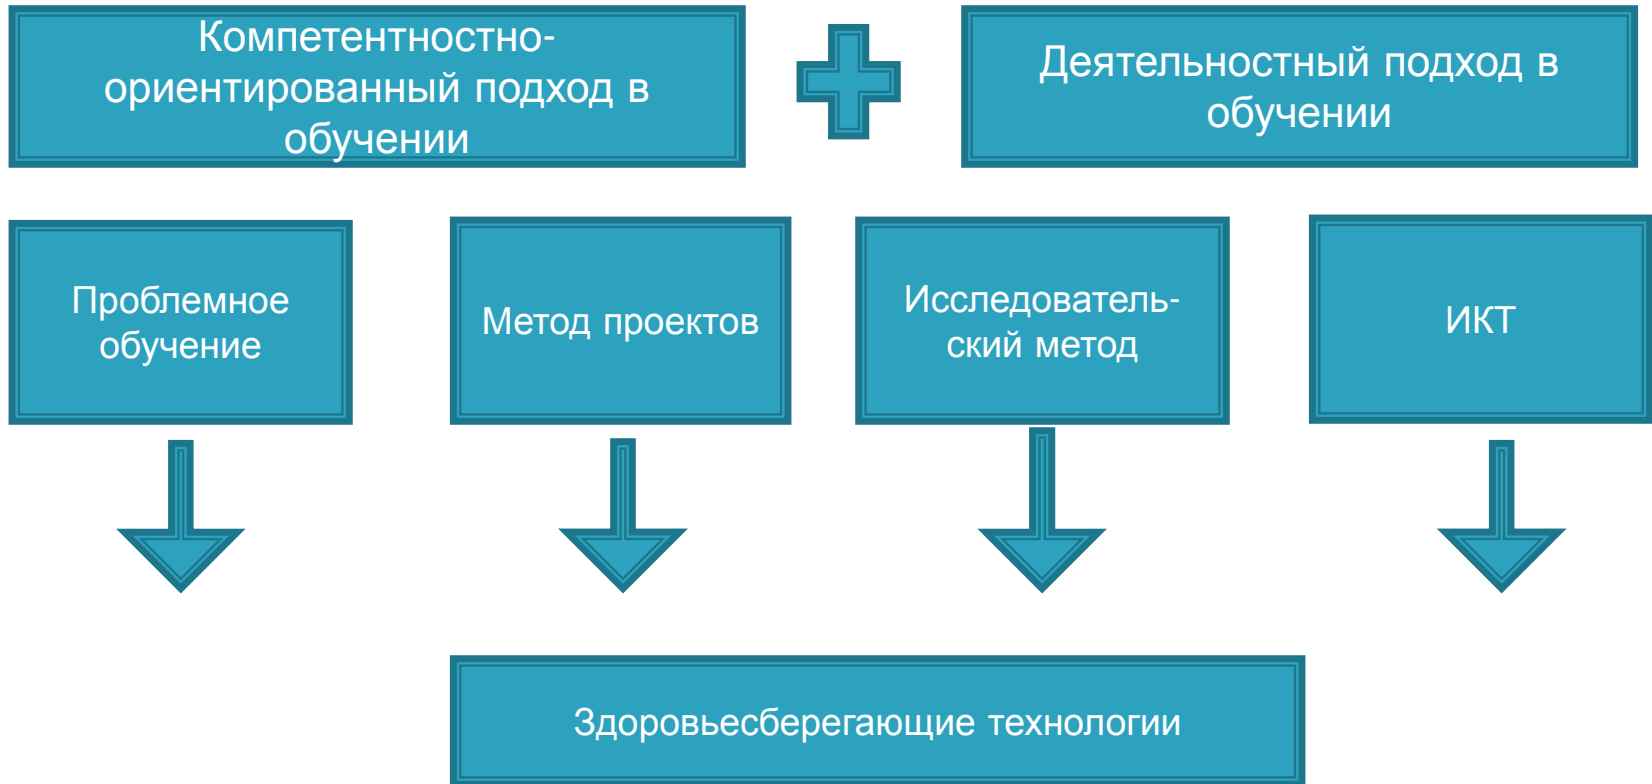 Компетентностно-
ориентированный подход в
обучении
Деятельностный подход в
обучении
Проблемное
обучение
Метод проектов
Исследователь-
ский метод
ИКТ
Здоровьесберегающие технологии